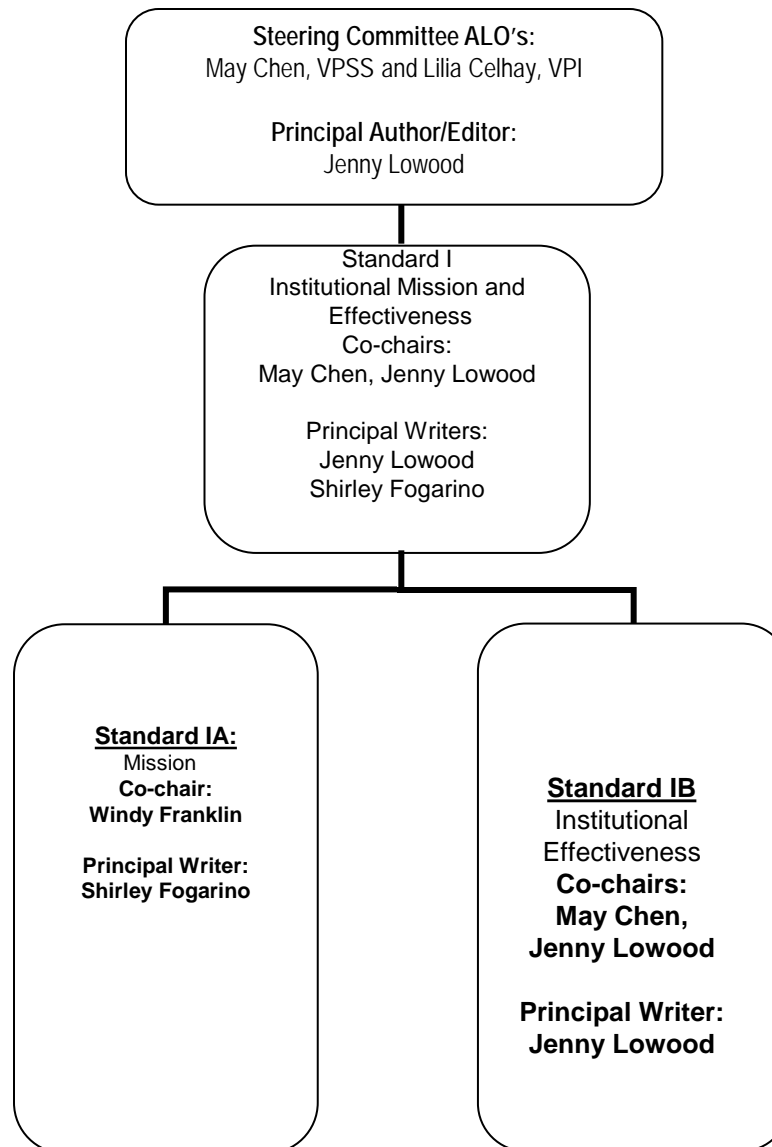 Steering Committee ALO's:
May Chen, VPSS and Lilia Celhay, VPI
Principal Author/Editor:
Jenny Lowood
Standard I
Institutional Mission and
Effectiveness
Co-chairs:
May Chen, Jenny Lowood
Principal Writers:
Jenny Lowood
Shirley Fogarino
Standard IA:
Mission
Co-chair:
Windy Franklin
Principal Writer:
Shirley Fogarino
Standard IB
Institutional
Effectiveness
Co-chairs:
May Chen,
Jenny Lowood
Principal Writer:
Jenny Lowood